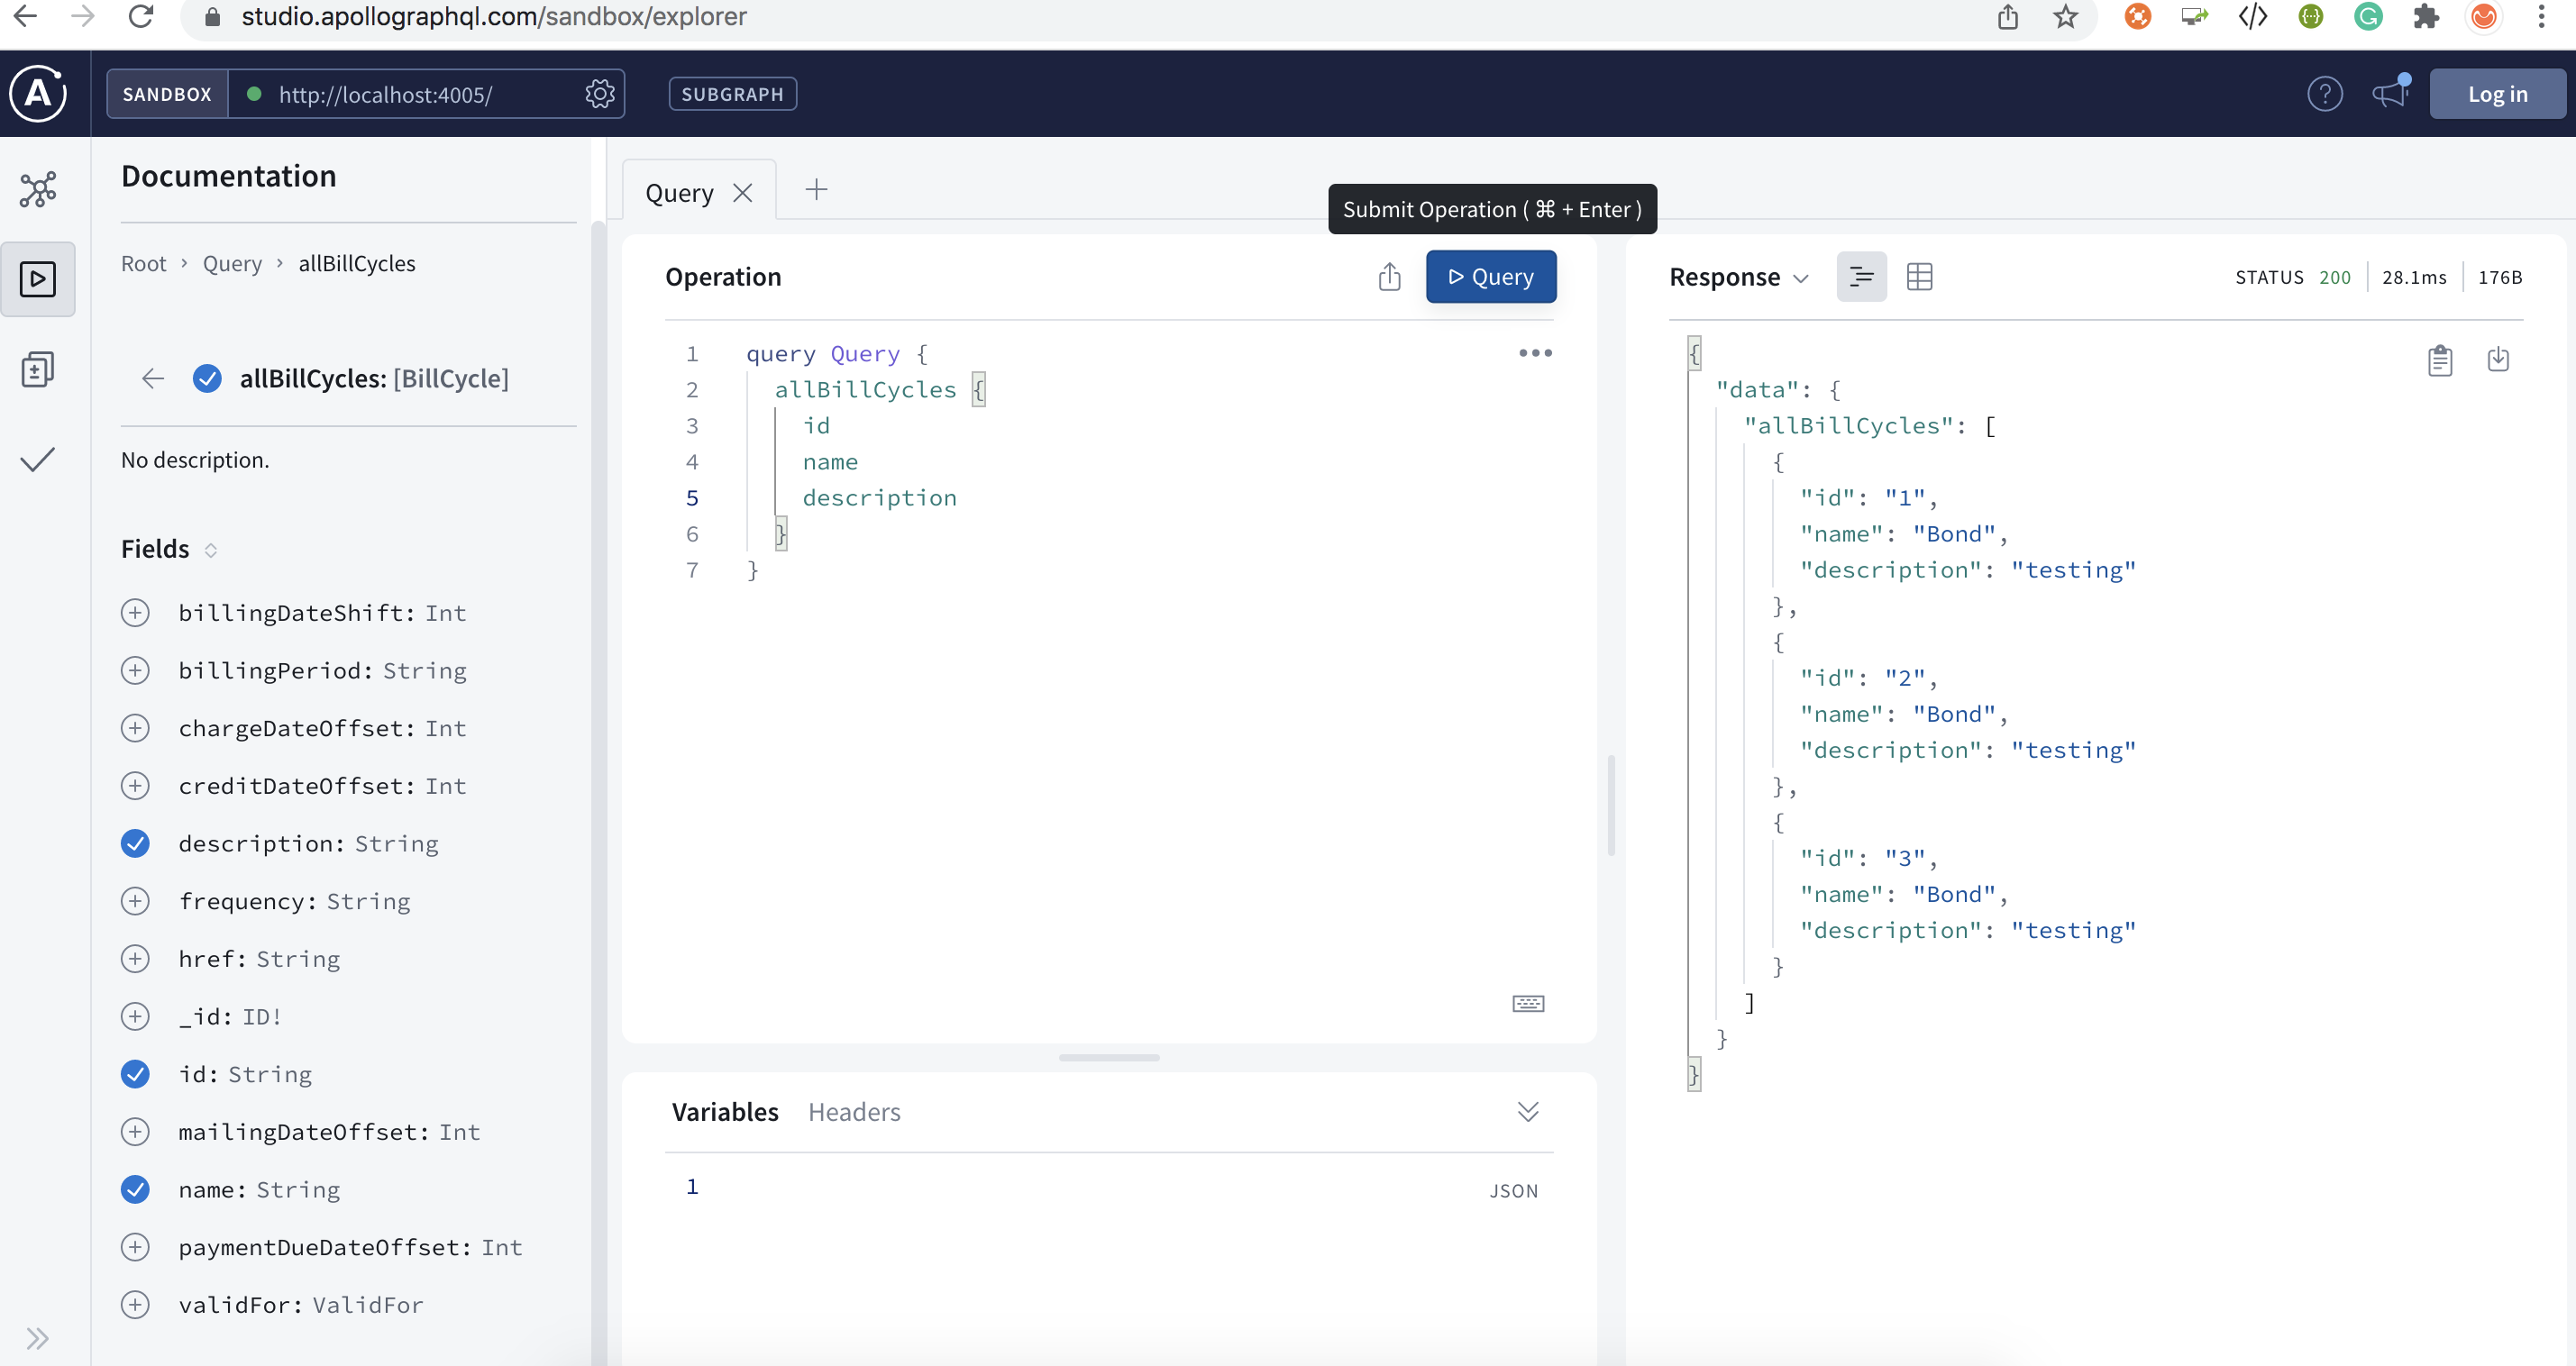 studio.apollographql.com/sandbox/explorer
SANDBOX
http://localhost:4005/
SUBGRAPH
Log in
Documentation
Root › Query › allBillCycles
allBillCycles: [BillCycle]
No description.
Fields
billingDateShift: Int
billingPeriod: String
chargeDateOffset: Int
creditDateOffset: Int
description: String
frequency: String
href: String
_id: ID!
id: String
mailingDateOffset: Int
name: String
paymentDueDateOffset: Int
validFor: ValidFor
Query
Submit Operation ( ⌘ + Enter )
Operation
Query
1 query Query {
2 allBillCycles {
3 id
4 name
5 description
6 }
7 }
Variables Headers
1
JSON
Response
STATUS 200 28.1ms 176B
{
"data": {
"allBillCycles": [
{
"id": "1",
"name": "Bond",
"description": "testing"
},
{
"id": "2",
"name": "Bond",
"description": "testing"
},
{
"id": "3",
"name": "Bond",
"description": "testing"
}
]
}
}